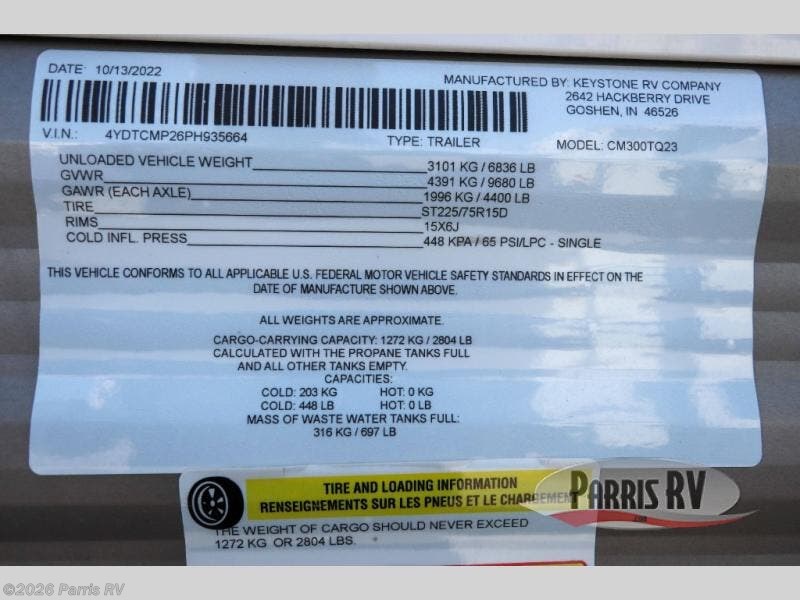 DATE: 10/13/2022
MANUFACTURED BY: KEYSTONE RV COMPANY
2642 HACKBERRY DRIVE
GOSHEN, IN 46526
V.I.N.: 4YDTCMP26PH935664
TYPE: TRAILER
MODEL: CM300TQ23
UNLOADED VEHICLE WEIGHT 3101 KG / 6836 LB
GVWR 4391 KG / 9680 LB
GAWR (EACH AXLE) 1996 KG / 4400 LB
TIRE ST225/75R15D
RIMS 15X6J
COLD INFL. PRESS 448 KPA / 65 PSI/LPC - SINGLE
THIS VEHICLE CONFORMS TO ALL APPLICABLE U.S. FEDERAL MOTOR VEHICLE SAFETY STANDARDS IN EFFECT ON THE
DATE OF MANUFACTURE SHOWN ABOVE.
ALL WEIGHTS ARE APPROXIMATE.
CARGO-CARRYING CAPACITY: 1272 KG / 2804 LB
CALCULATED WITH THE PROPANE TANKS FULL
AND ALL OTHER TANKS EMPTY.
CAPACITIES:
COLD: 203 KG HOT: 0 KG
COLD: 448 LB HOT: 0 LB
MASS OF WASTE WATER TANKS FULL:
316 KG / 697 LB
TIRE AND LOADING INFORMATION
RENSEIGNEMENTS SUR LES PNEUS ET LE CHARGEMENT
THE WEIGHT OF CARGO SHOULD NEVER EXCEED
1272 KG OR 2804 LBS.
PARRIS RV
©2026 Parris RV